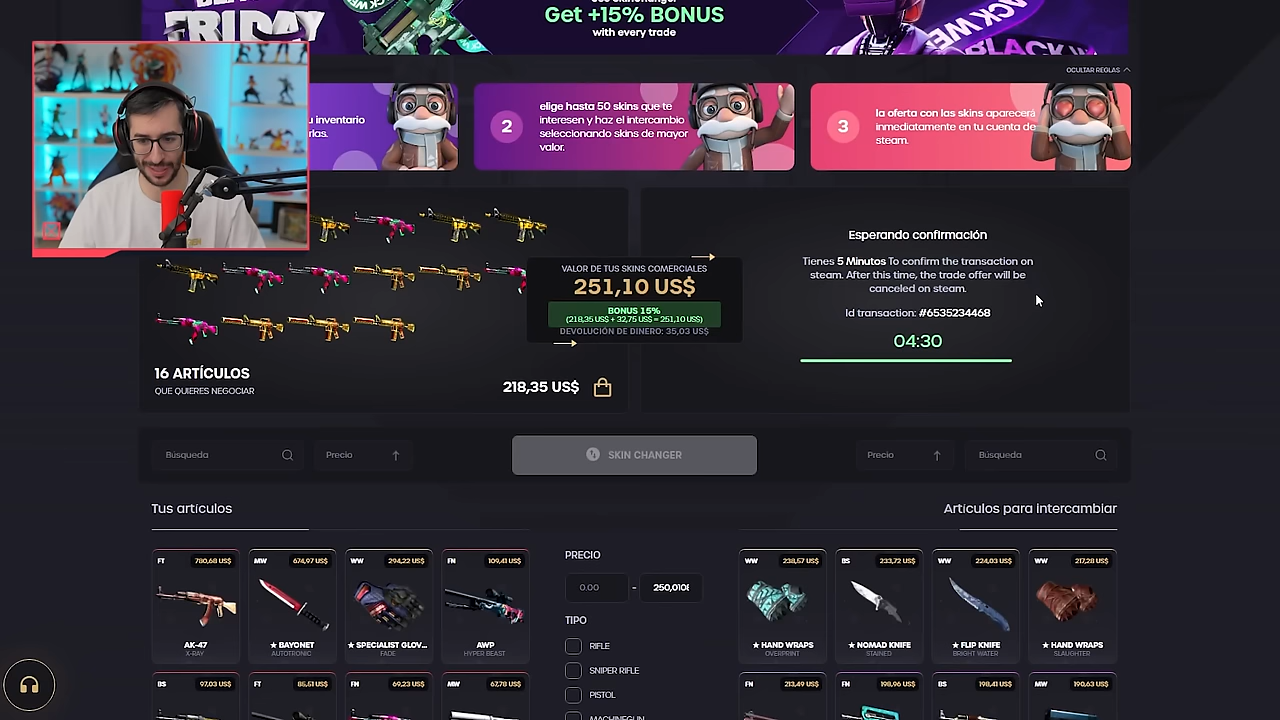 FRIDAY
Get +15% BONUS
with every trade
OCULTAR REGLAS
u inventario
2
elige hasta 50 skins que te
interesen y haz el intercambio
seleccionando skins de mayor
valor.
3
la oferta con las skins aparecerá
inmediatamente en tu cuenta de
steam.
VALOR DE TUS SKINS COMERCIALES
251,10 US$
BONUS 15%
(218,35 US$ + 32,75 US$ = 251,10 US$)
DEVOLUCIÓN DE DINERO: 35,03 US$
16 ARTÍCULOS
QUE QUIERES NEGOCIAR
218,35 US$
Esperando confirmación
Tienes 5 Minutos To confirm the transaction on
steam. After this time, the trade offer will be
canceled on steam.
Id transaction: #6535234468
04:30
Búsqueda
Precio
SKIN CHANGER
Precio
Búsqueda
Tus artículos
Artículos para intercambiar
FT 780,68 US$
AK-47
X-RAY
MW 674,97 US$
★ BAYONET
AUTOTRONIC
WW 294,22 US$
★ SPECIALIST GLOV...
FADE
FN 109,41 US$
AWP
HYPER BEAST
BS 97,03 US$
FT 85,51 US$
FN 69,23 US$
MW 67,78 US$
PRECIO
0.00 - 250,010
TIPO
RIFLE
SNIPER RIFLE
PISTOL
MACHINEGUN
WW 238,57 US$
★ HAND WRAPS
OVERPRINT
BS 233,72 US$
★ NOMAD KNIFE
STAINED
WW 224,03 US$
★ FLIP KNIFE
BRIGHT WATER
WW 217,28 US$
★ HAND WRAPS
SLAUGHTER
FN 213,49 US$
FN 198,96 US$
BS 198,41 US$
MW 190,63 US$